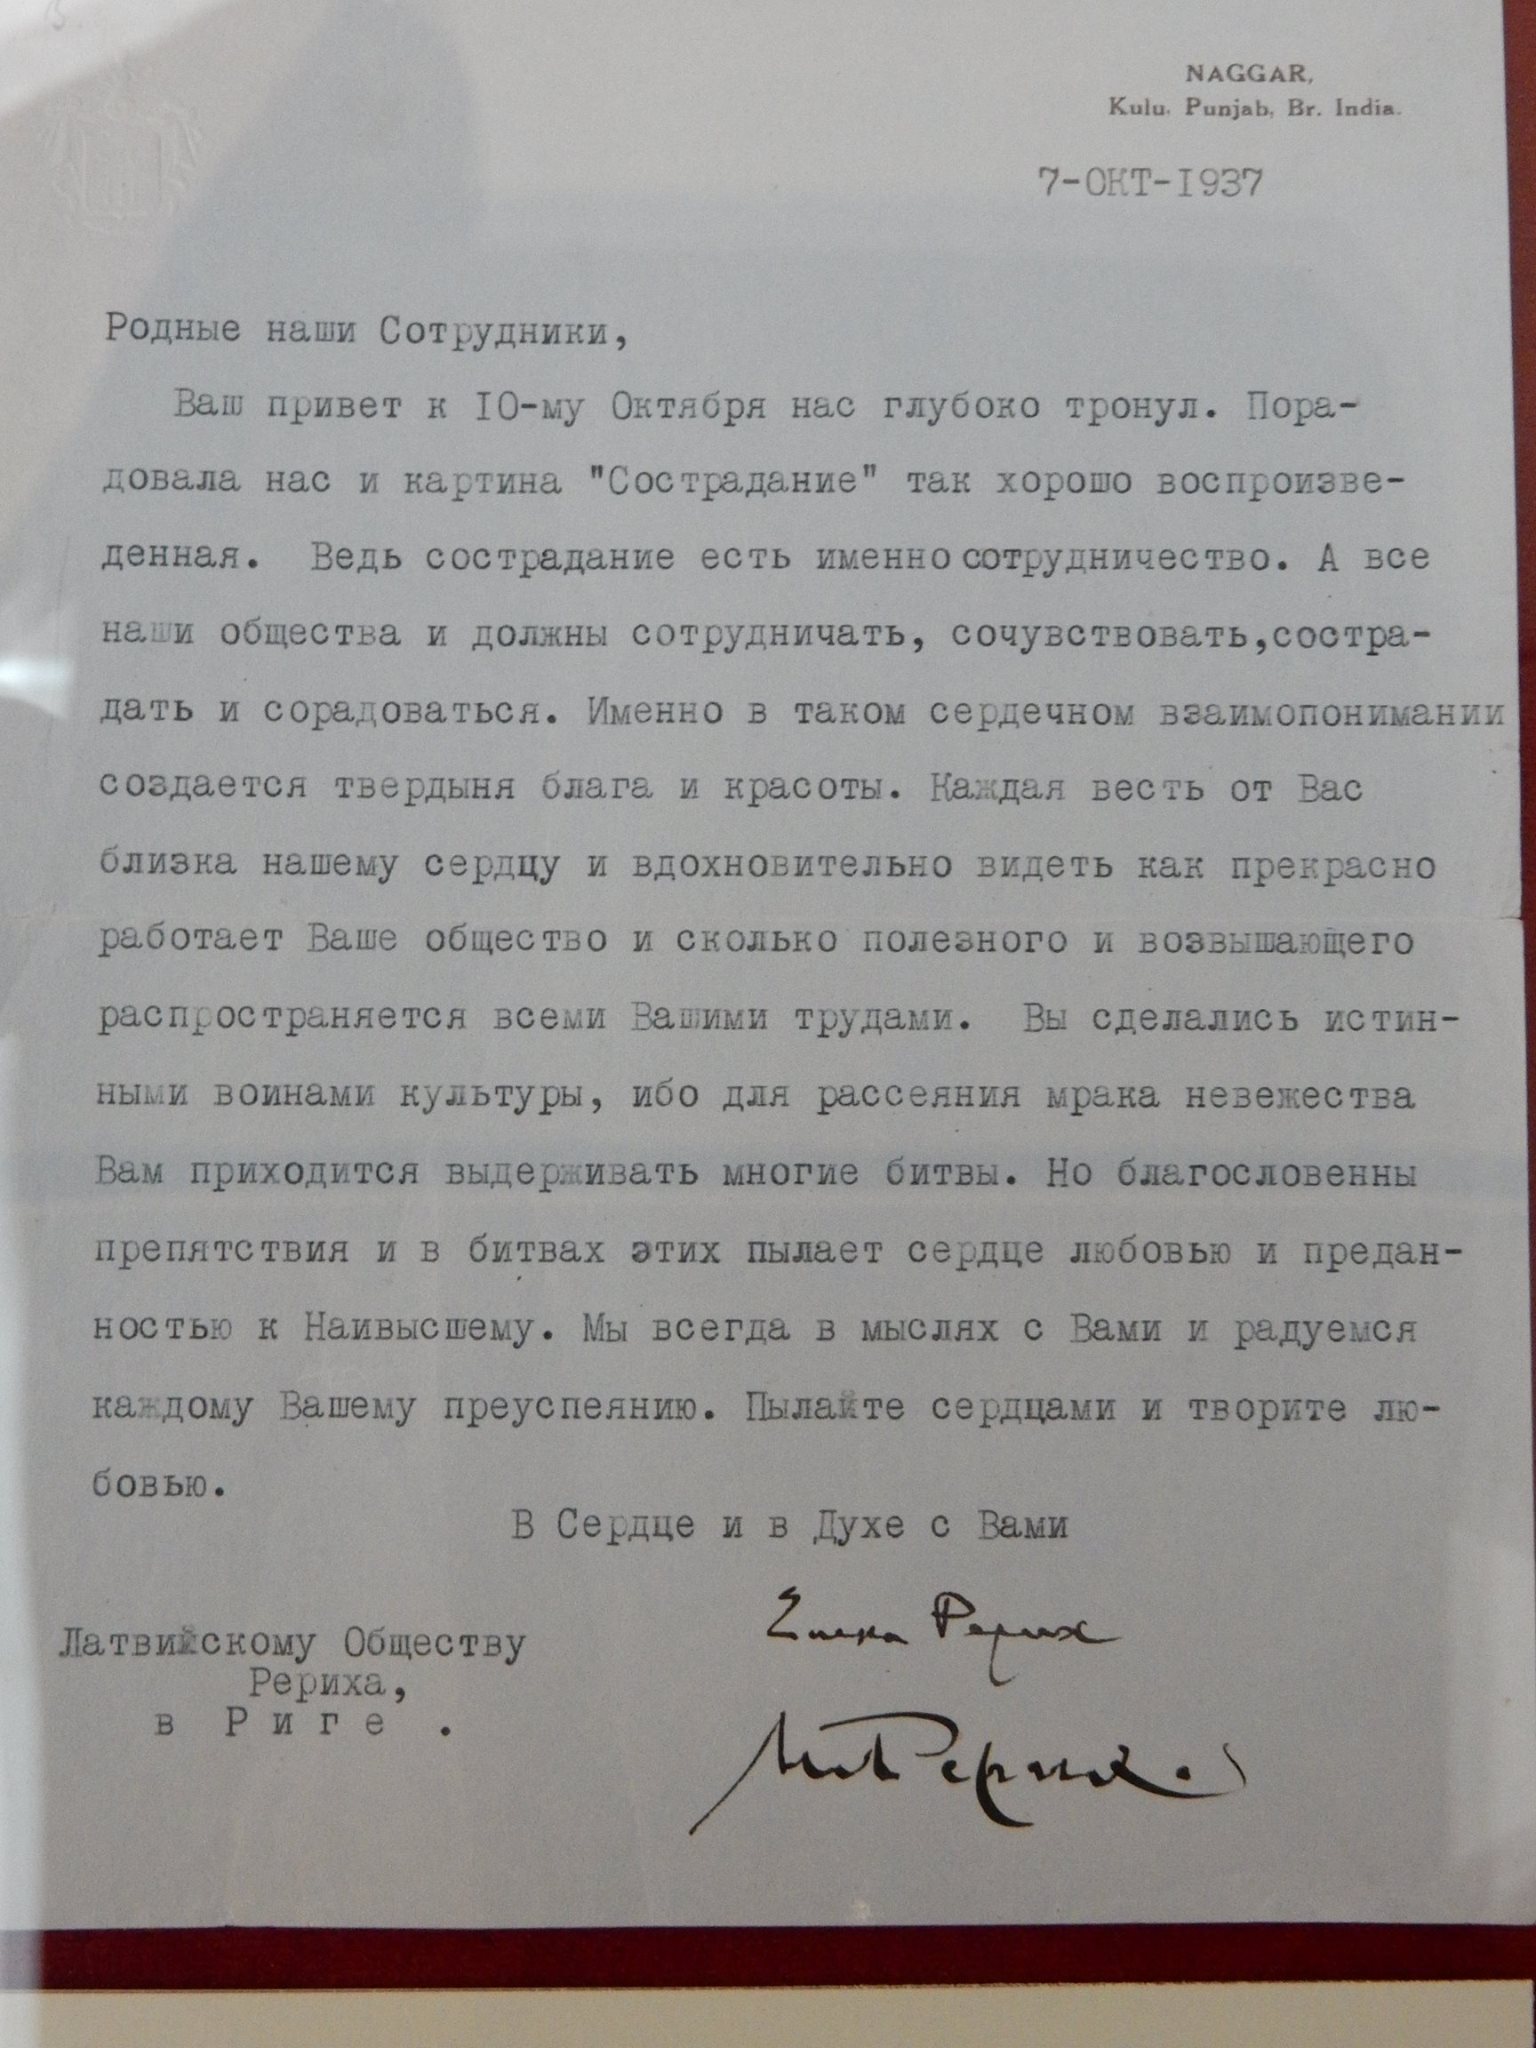 NAGGAR,
Kulu, Punjab, Br. India.
7-ОКТ-I937
Родные наши Сотрудники,
Ваш привет к IO-му Октября нас глубоко тронул. Пора-
довала нас и картина "Сострадание" так хорошо воспроизве-
денная. Ведь сострадание есть именно сотрудничество. А все
наши общества и должны сотрудничать, сочувствовать,состра-
дать и сорадоваться. Именно в таком сердечном взаимопонимании
создается твердыня блага и красоты. Каждая весть от Вас
близка нашему сердцу и вдохновительно видеть как прекрасно
работает Ваше общество и сколько полезного и возвышающего
распространяется всеми Вашими трудами. Вы сделались истин-
ными воинами культуры, ибо для рассеяния мрака невежества
Вам приходится выдерживать многие битвы. Но благословенны
препятствия и в битвах этих пылает сердце любовью и предан-
ностью к Наивысшему. Мы всегда в мыслях с Вами и радуемся
каждому Вашему преуспеянию. Пылайте сердцами и творите лю-
бовью.
В Сердце и в Духе с Вами
Елена Рерих
Латвийскому Обществу
Рериха,
в Риге .
Рерих.